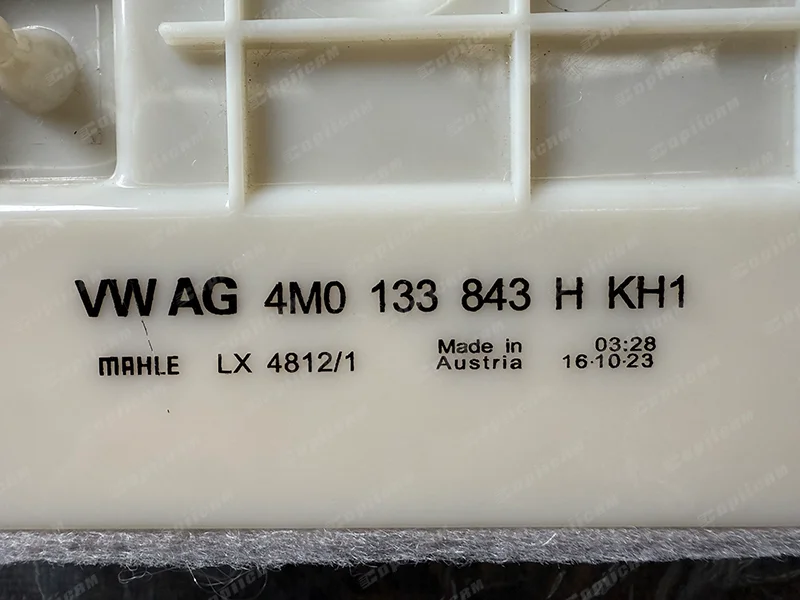 VW AG 4M0 133 843 H KH1
MAHLE LX 4812/1 Made in 03:28
Austria 16·10·23